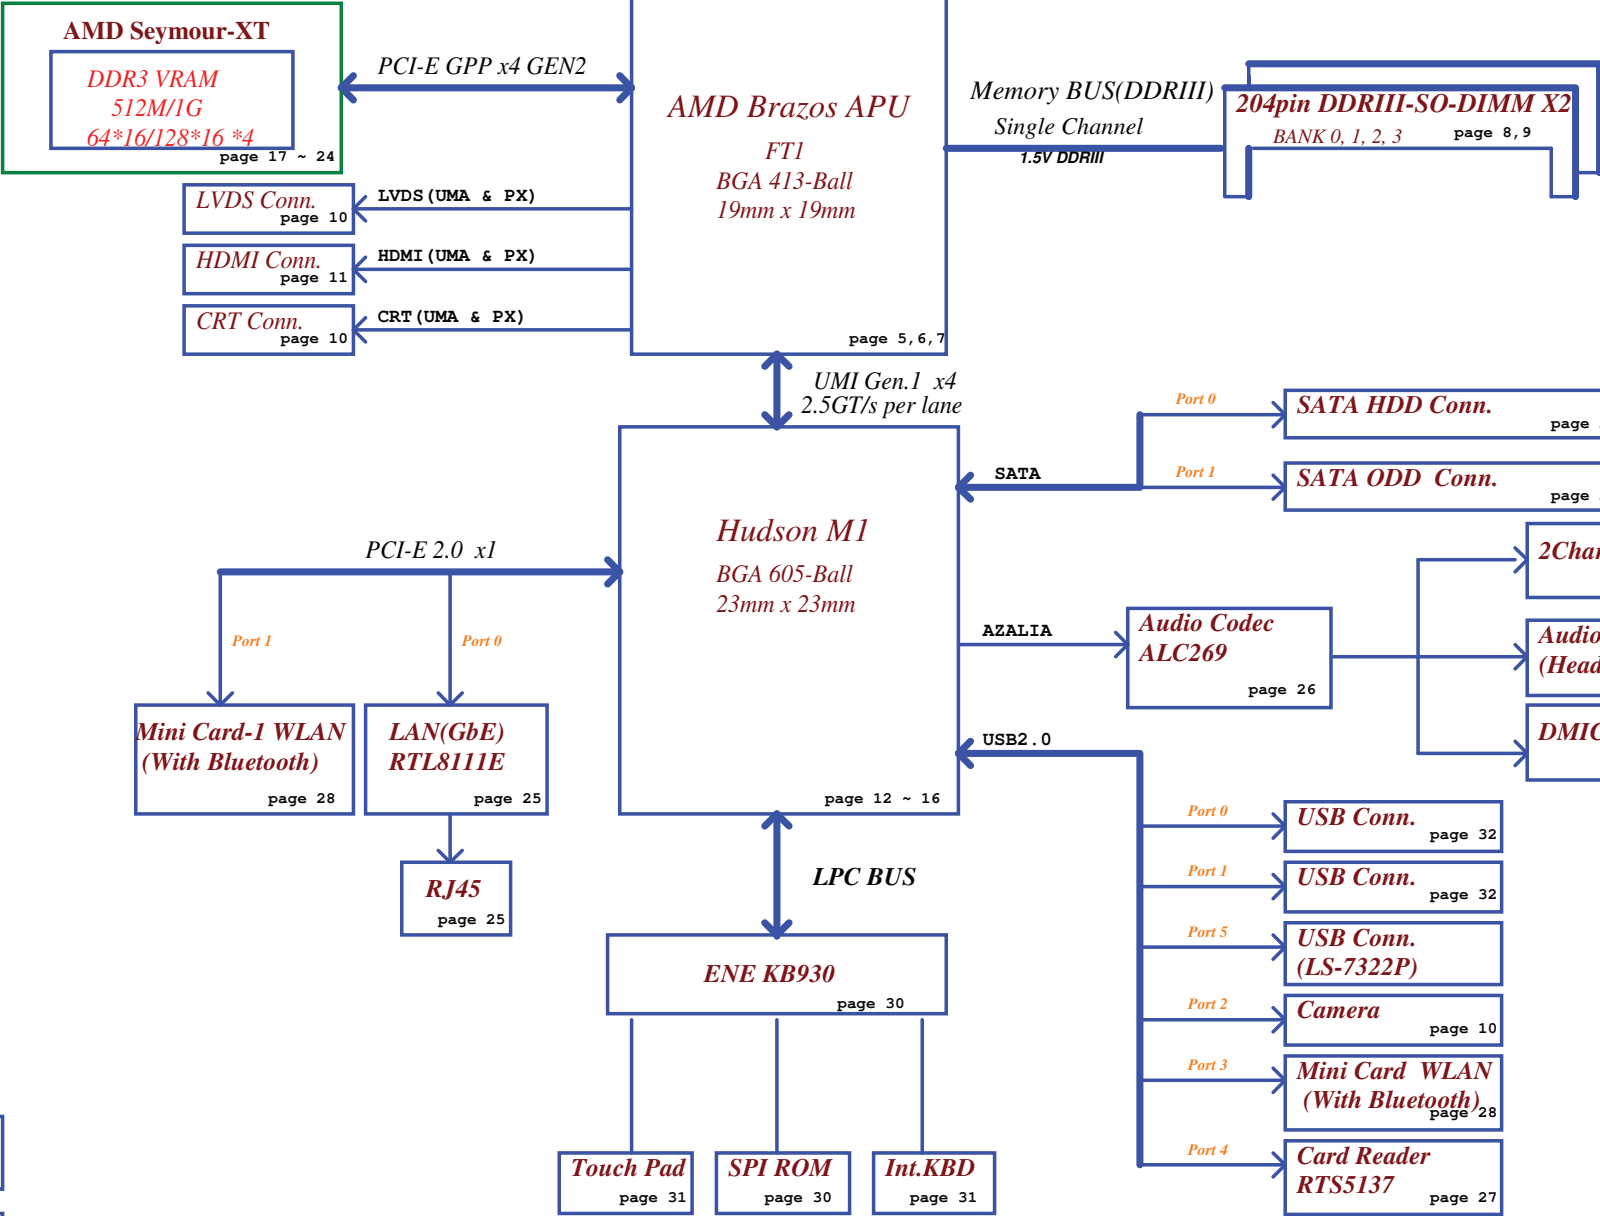 AMD Seymour-XT
DDR3 VRAM
512M/1G
64*16/128*16 *4
page 17 ~ 24
PCI-E GPP x4 GEN2
AMD Brazos APU
FT1
BGA 413-Ball
19mm x 19mm
page 5,6,7
Memory BUS(DDRIII)
Single Channel
1.5V DDRIII
204pin DDRIII-SO-DIMM X2
BANK 0, 1, 2, 3
page 8,9
LVDS Conn.
page 10
LVDS(UMA & PX)
HDMI Conn.
page 11
HDMI(UMA & PX)
CRT Conn.
page 10
CRT(UMA & PX)
UMI Gen.1 x4
2.5GT/s per lane
Hudson M1
BGA 605-Ball
23mm x 23mm
page 12 ~ 16
SATA
Port 0
SATA HDD Conn.
page
Port 1
SATA ODD Conn.
page
PCI-E 2.0 x1
Port 1
Port 0
Mini Card-1 WLAN
(With Bluetooth)
page 28
LAN(GbE)
RTL8111E
page 25
RJ45
page 25
AZALIA
Audio Codec
ALC269
page 26
2Chan
Audio
(Head
DMIC
USB2.0
Port 0
USB Conn.
page 32
Port 1
USB Conn.
page 32
Port 5
USB Conn.
(LS-7322P)
Port 2
Camera
page 10
Port 3
Mini Card WLAN
(With Bluetooth)
page 28
Port 4
Card Reader
RTS5137
page 27
LPC BUS
ENE KB930
page 30
Touch Pad
page 31
SPI ROM
page 30
Int.KBD
page 31